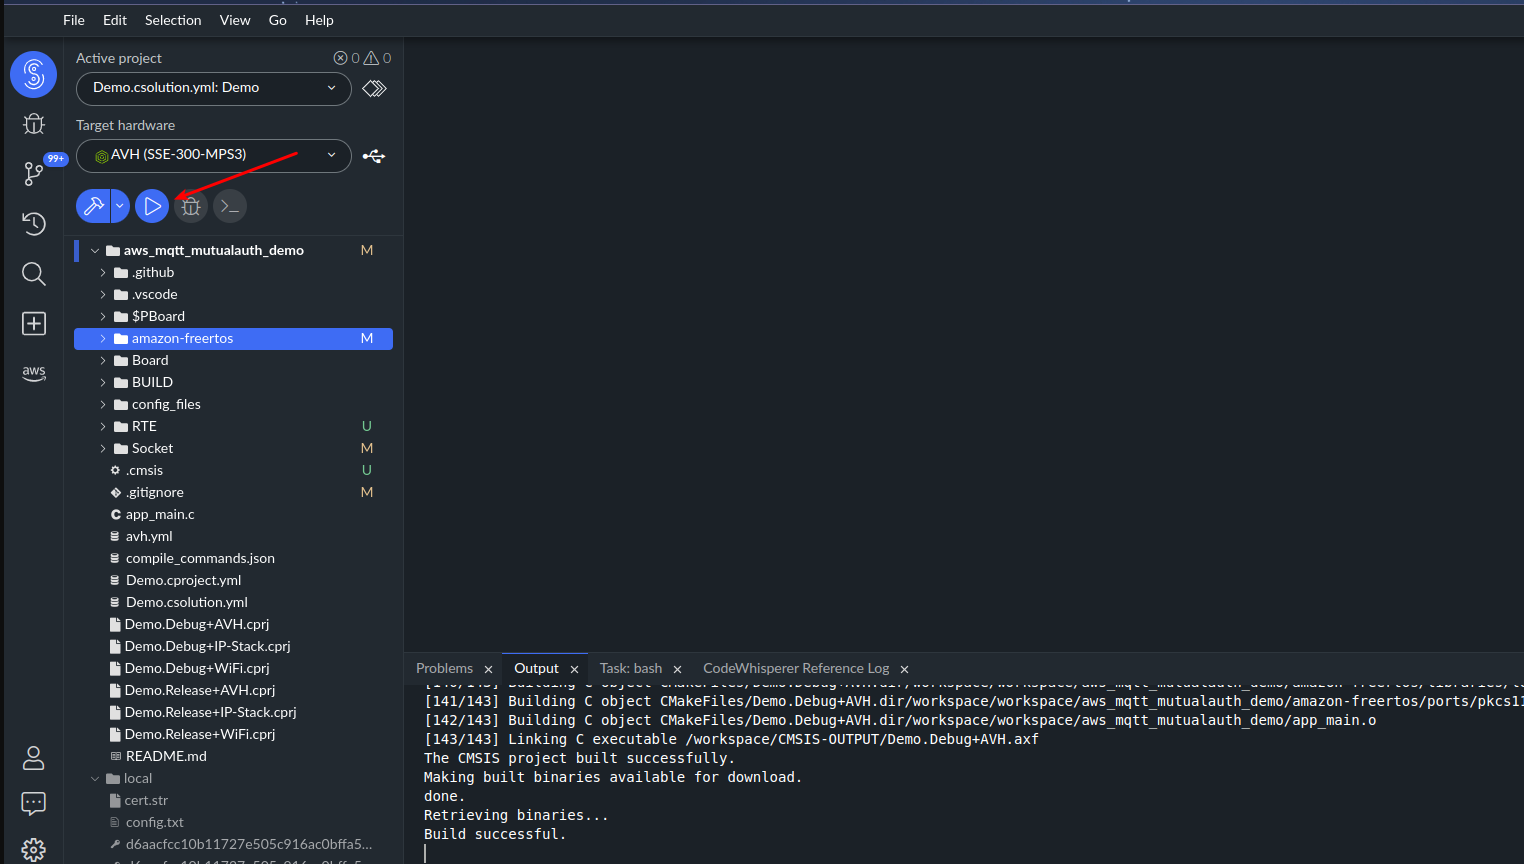 File Edit Selection View Go Help
Active project 0 0
Demo.csolution.yml: Demo
Target hardware
99+
AVH (SSE-300-MPS3)
aws_mqtt_mutualauth_demo M
.github
.vscode
$PBoard
amazon-freertos M
Board
aws
BUILD
config_files
RTE U
Socket M
.cmsis U
.gitignore M
app_main.c
avh.yml
compile_commands.json
Demo.cproject.yml
Demo.csolution.yml
Demo.Debug+AVH.cprj
Demo.Debug+IP-Stack.cprj
Demo.Debug+WiFi.cprj
Demo.Release+AVH.cprj
Demo.Release+IP-Stack.cprj
Demo.Release+WiFi.cprj
README.md
local
cert.str
config.txt
d6aacfcc10b11727e505c916ac0bffa5...
Problems Output Task: bash CodeWhisperer Reference Log
[141/143] Building C object CMakeFiles/Demo.Debug+AVH.dir/workspace/workspace/aws_mqtt_mutualauth_demo/amazon-freertos/ports/pkcs11
[142/143] Building C object CMakeFiles/Demo.Debug+AVH.dir/workspace/workspace/aws_mqtt_mutualauth_demo/app_main.o
[143/143] Linking C executable /workspace/CMSIS-OUTPUT/Demo.Debug+AVH.axf
The CMSIS project built successfully.
Making built binaries available for download.
done.
Retrieving binaries...
Build successful.